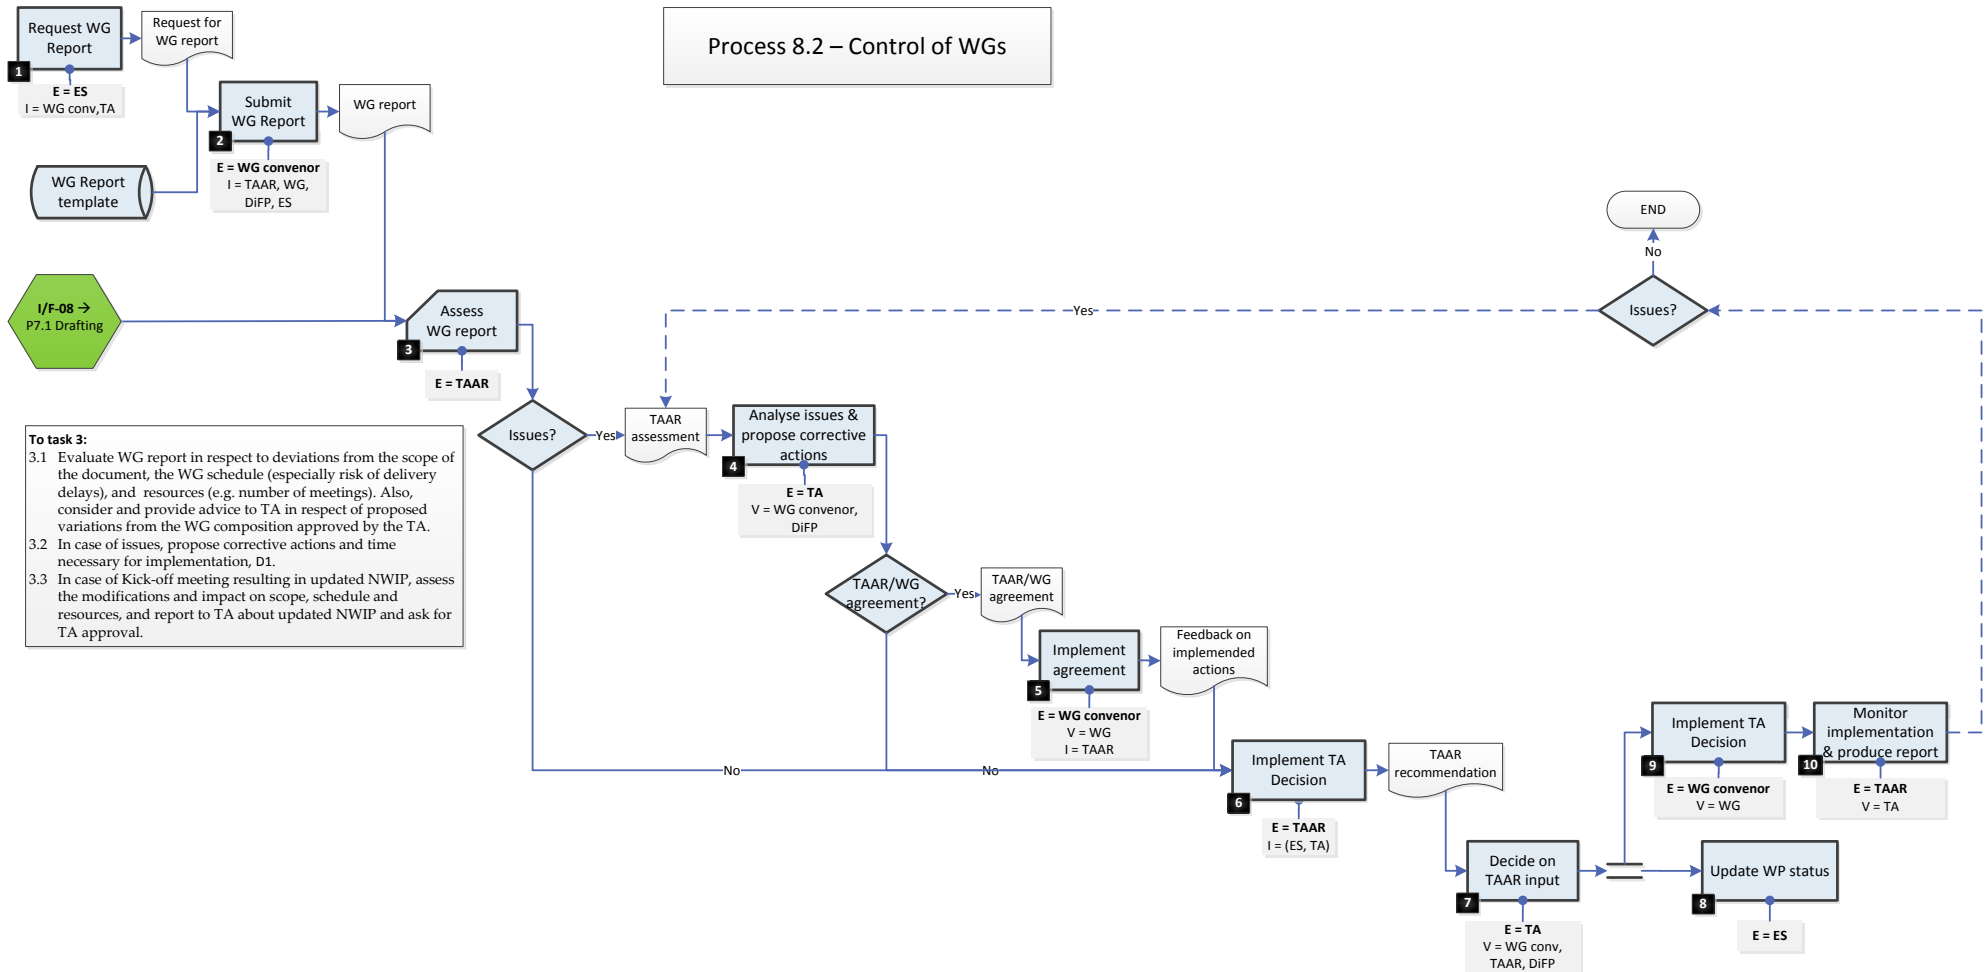 Process 8.2 – Control of WGs
Request WG
Report
1
E = ES
I = WG conv,TA
Request for
WG report
Submit
WG Report
2
E = WG convenor
I = TAAR, WG,
DiFP, ES
WG report
WG Report
template
I/F-08 →
P7.1 Drafting
Assess
WG report
3
E = TAAR
To task 3:
3.1 Evaluate WG report in respect to deviations from the scope of
the document, the WG schedule (especially risk of delivery
delays), and resources (e.g. number of meetings). Also,
consider and provide advice to TA in respect of proposed
variations from the WG composition approved by the TA.
3.2 In case of issues, propose corrective actions and time
necessary for implementation, D1.
3.3 In case of Kick-off meeting resulting in updated NWIP, assess
the modifications and impact on scope, schedule and
resources, and report to TA about updated NWIP and ask for
TA approval.
Issues?
Yes
No
TAAR
assessment
Analyse issues &
propose corrective
actions
4
E = TA
V = WG convenor,
DiFP
TAAR/WG
agreement?
Yes
No
TAAR/WG
agreement
Implement
agreement
5
E = WG convenor
V = WG
I = TAAR
Feedback on
implemended
actions
Implement TA
Decision
6
E = TAAR
I = (ES, TA)
TAAR
recommendation
Decide on
TAAR input
7
E = TA
V = WG conv,
TAAR, DiFP
Update WP status
8
E = ES
Implement TA
Decision
9
E = WG convenor
V = WG
Monitor
implementation
& produce report
10
E = TAAR
V = TA
Issues?
Yes
No
END